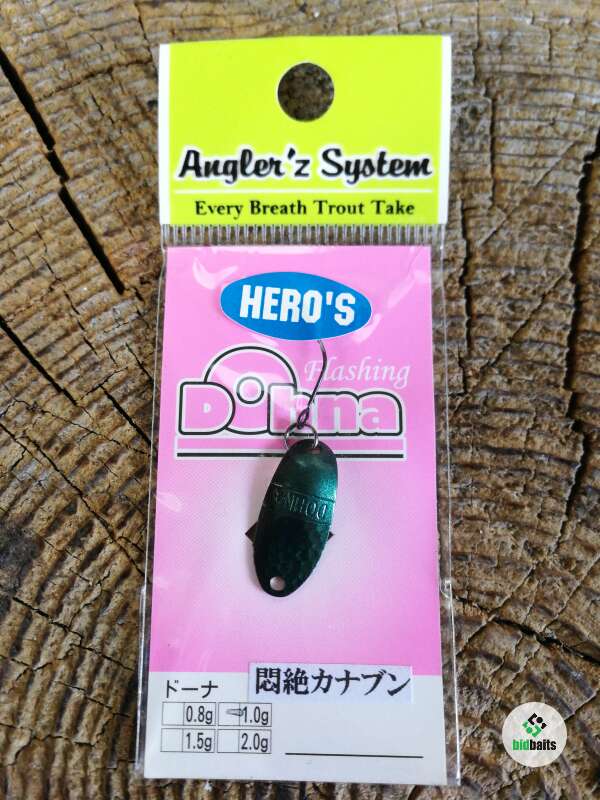 Angler'z System
Every Breath Trout Take
HERO'S
Flashing
Dohna
DOHNA
ドーナ
悶絶カナブン
0.8g 1.0g
1.5g 2.0g
bidbaits